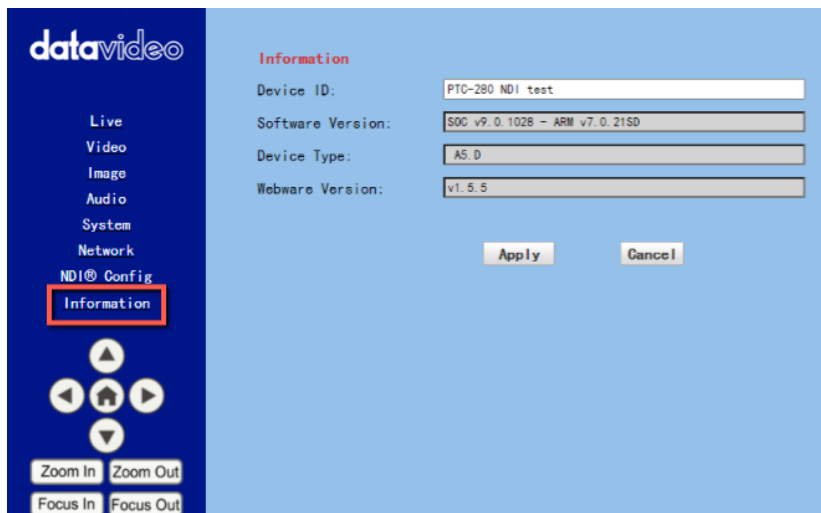 datavideo
Live
Video
Image
Audio
System
Network
NDI® Config
Information
Zoom In Zoom Out
Focus In Focus Out
Information
Device ID: PTC-280 NDI test
Software Version: SOC v9.0.1028 - ARM v7.0.21SD
Device Type: A5.D
Webware Version: v1.5.5
Apply Cancel